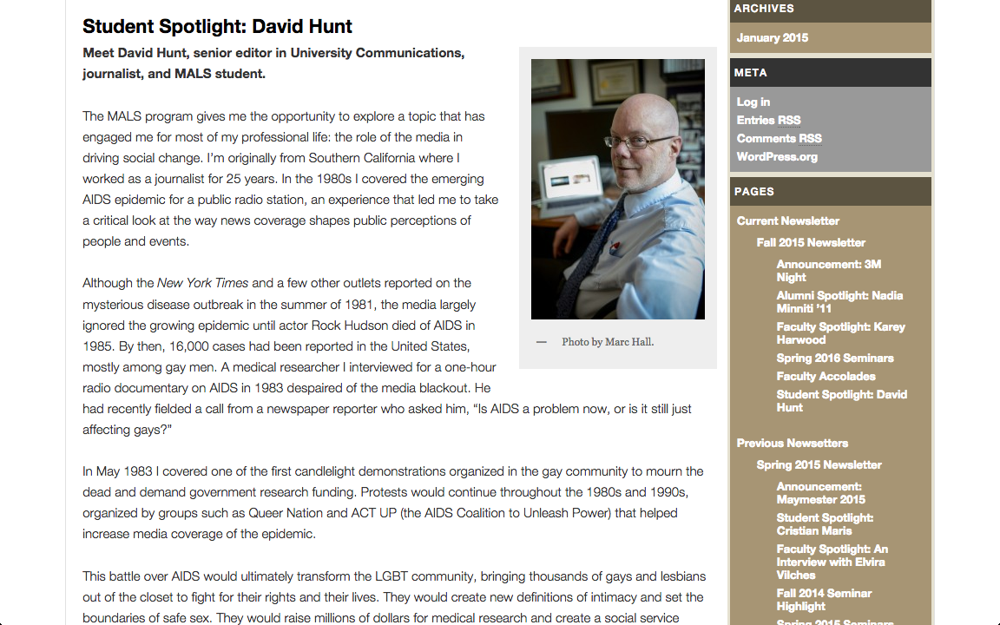 Student Spotlight: David Hunt
Meet David Hunt, senior editor in University Communications,
journalist, and MALS student.
The MALS program gives me the opportunity to explore a topic that has
engaged me for most of my professional life: the role of the media in
driving social change. I’m originally from Southern California where I
worked as a journalist for 25 years. In the 1980s I covered the emerging
AIDS epidemic for a public radio station, an experience that led me to take
a critical look at the way news coverage shapes public perceptions of
people and events.
Although the New York Times and a few other outlets reported on the
mysterious disease outbreak in the summer of 1981, the media largely
ignored the growing epidemic until actor Rock Hudson died of AIDS in
1985. By then, 16,000 cases had been reported in the United States,
mostly among gay men. A medical researcher I interviewed for a one-hour
radio documentary on AIDS in 1983 despaired of the media blackout. He
had recently fielded a call from a newspaper reporter who asked him, “Is AIDS a problem now, or is it still just
affecting gays?”
— Photo by Marc Hall.
In May 1983 I covered one of the first candlelight demonstrations organized in the gay community to mourn the
dead and demand government research funding. Protests would continue throughout the 1980s and 1990s,
organized by groups such as Queer Nation and ACT UP (the AIDS Coalition to Unleash Power) that helped
increase media coverage of the epidemic.
This battle over AIDS would ultimately transform the LGBT community, bringing thousands of gays and lesbians
out of the closet to fight for their rights and their lives. They would create new definitions of intimacy and set the
boundaries of safe sex. They would raise millions of dollars for medical research and create a social service
ARCHIVES
January 2015
META
Log in
Entries RSS
Comments RSS
WordPress.org
PAGES
Current Newsletter
Fall 2015 Newsletter
Announcement: 3M
Night
Alumni Spotlight: Nadia
Minniti ’11
Faculty Spotlight: Karey
Harwood
Spring 2016 Seminars
Faculty Accolades
Student Spotlight: David
Hunt
Previous Newsetters
Spring 2015 Newsletter
Announcement:
Maymester 2015
Student Spotlight:
Cristian Maris
Faculty Spotlight: An
Interview with Elvira
Vilches
Fall 2014 Seminar
Highlight
Spring 2015 Seminars